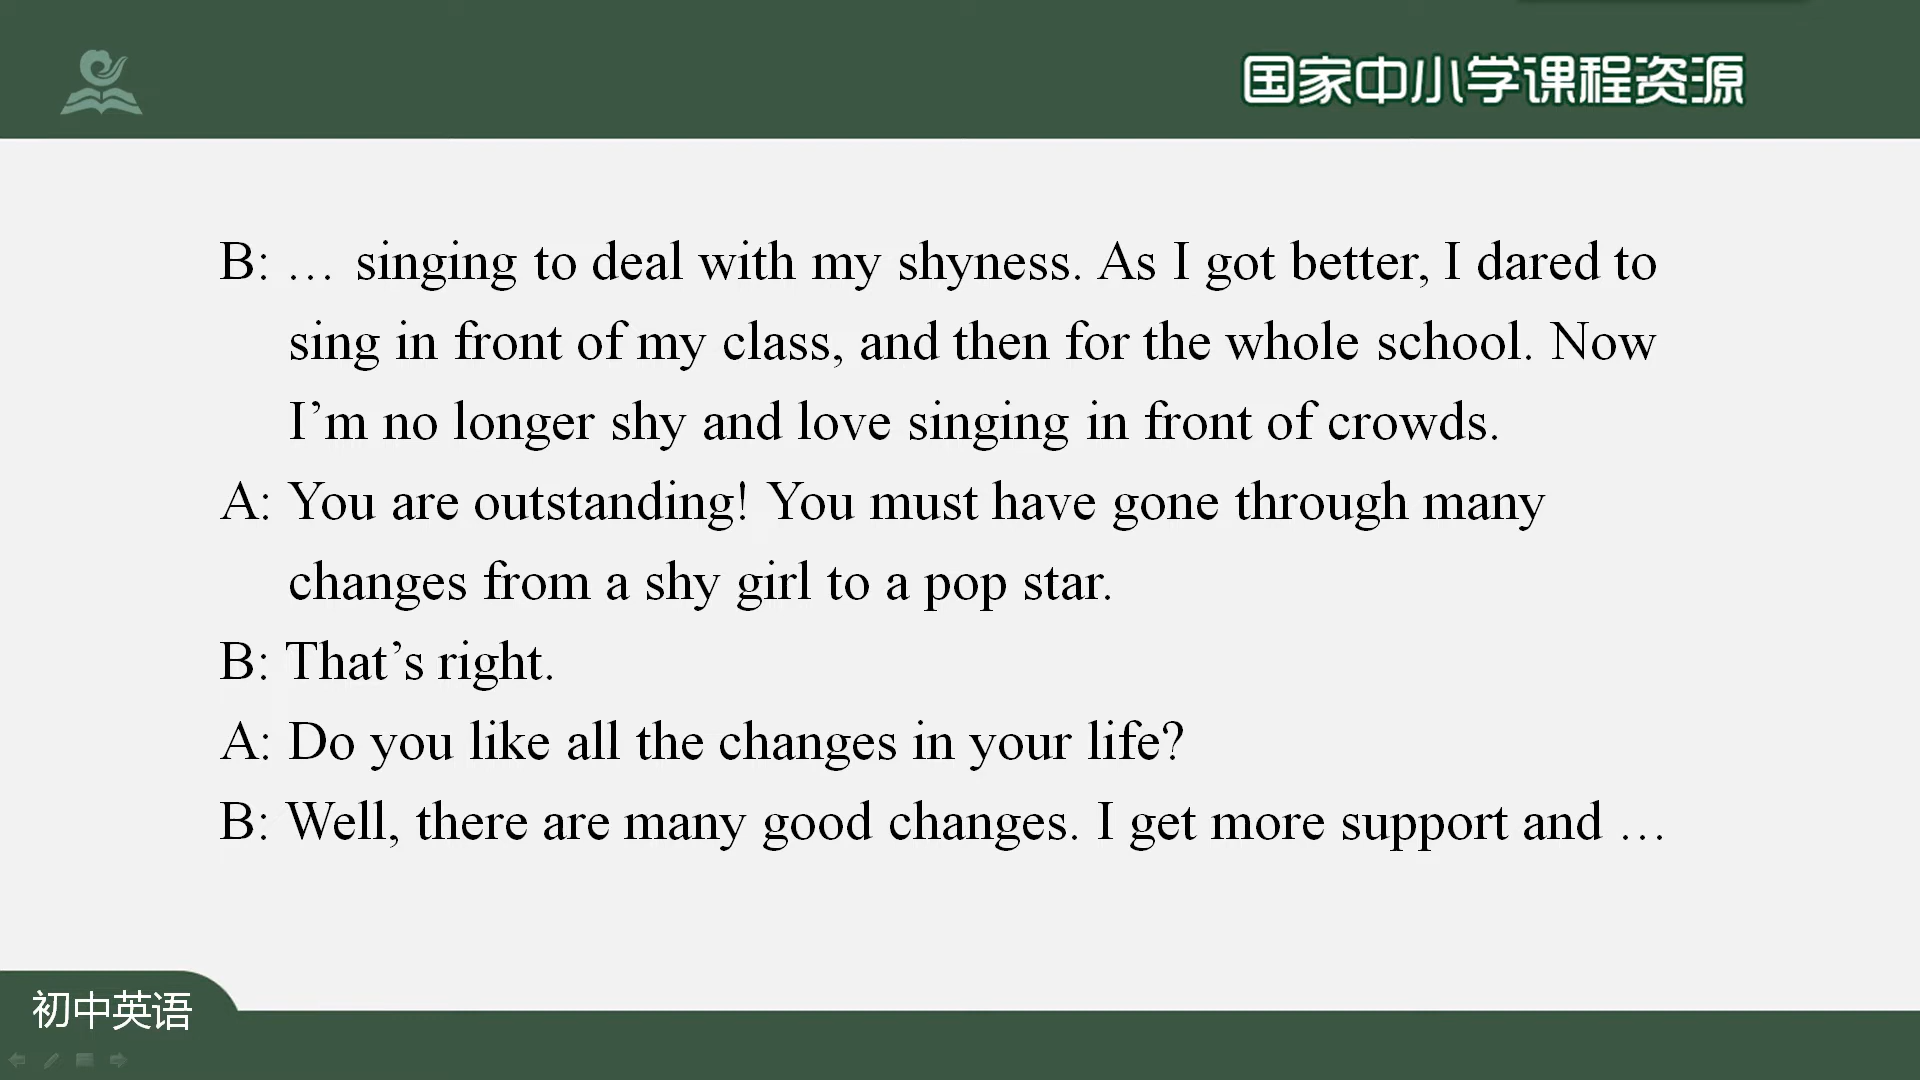 国家中小学课程资源
B: … singing to deal with my shyness. As I got better, I dared to
sing in front of my class, and then for the whole school. Now
I’m no longer shy and love singing in front of crowds.
A: You are outstanding! You must have gone through many
changes from a shy girl to a pop star.
B: That’s right.
A: Do you like all the changes in your life?
B: Well, there are many good changes. I get more support and …
初中英语